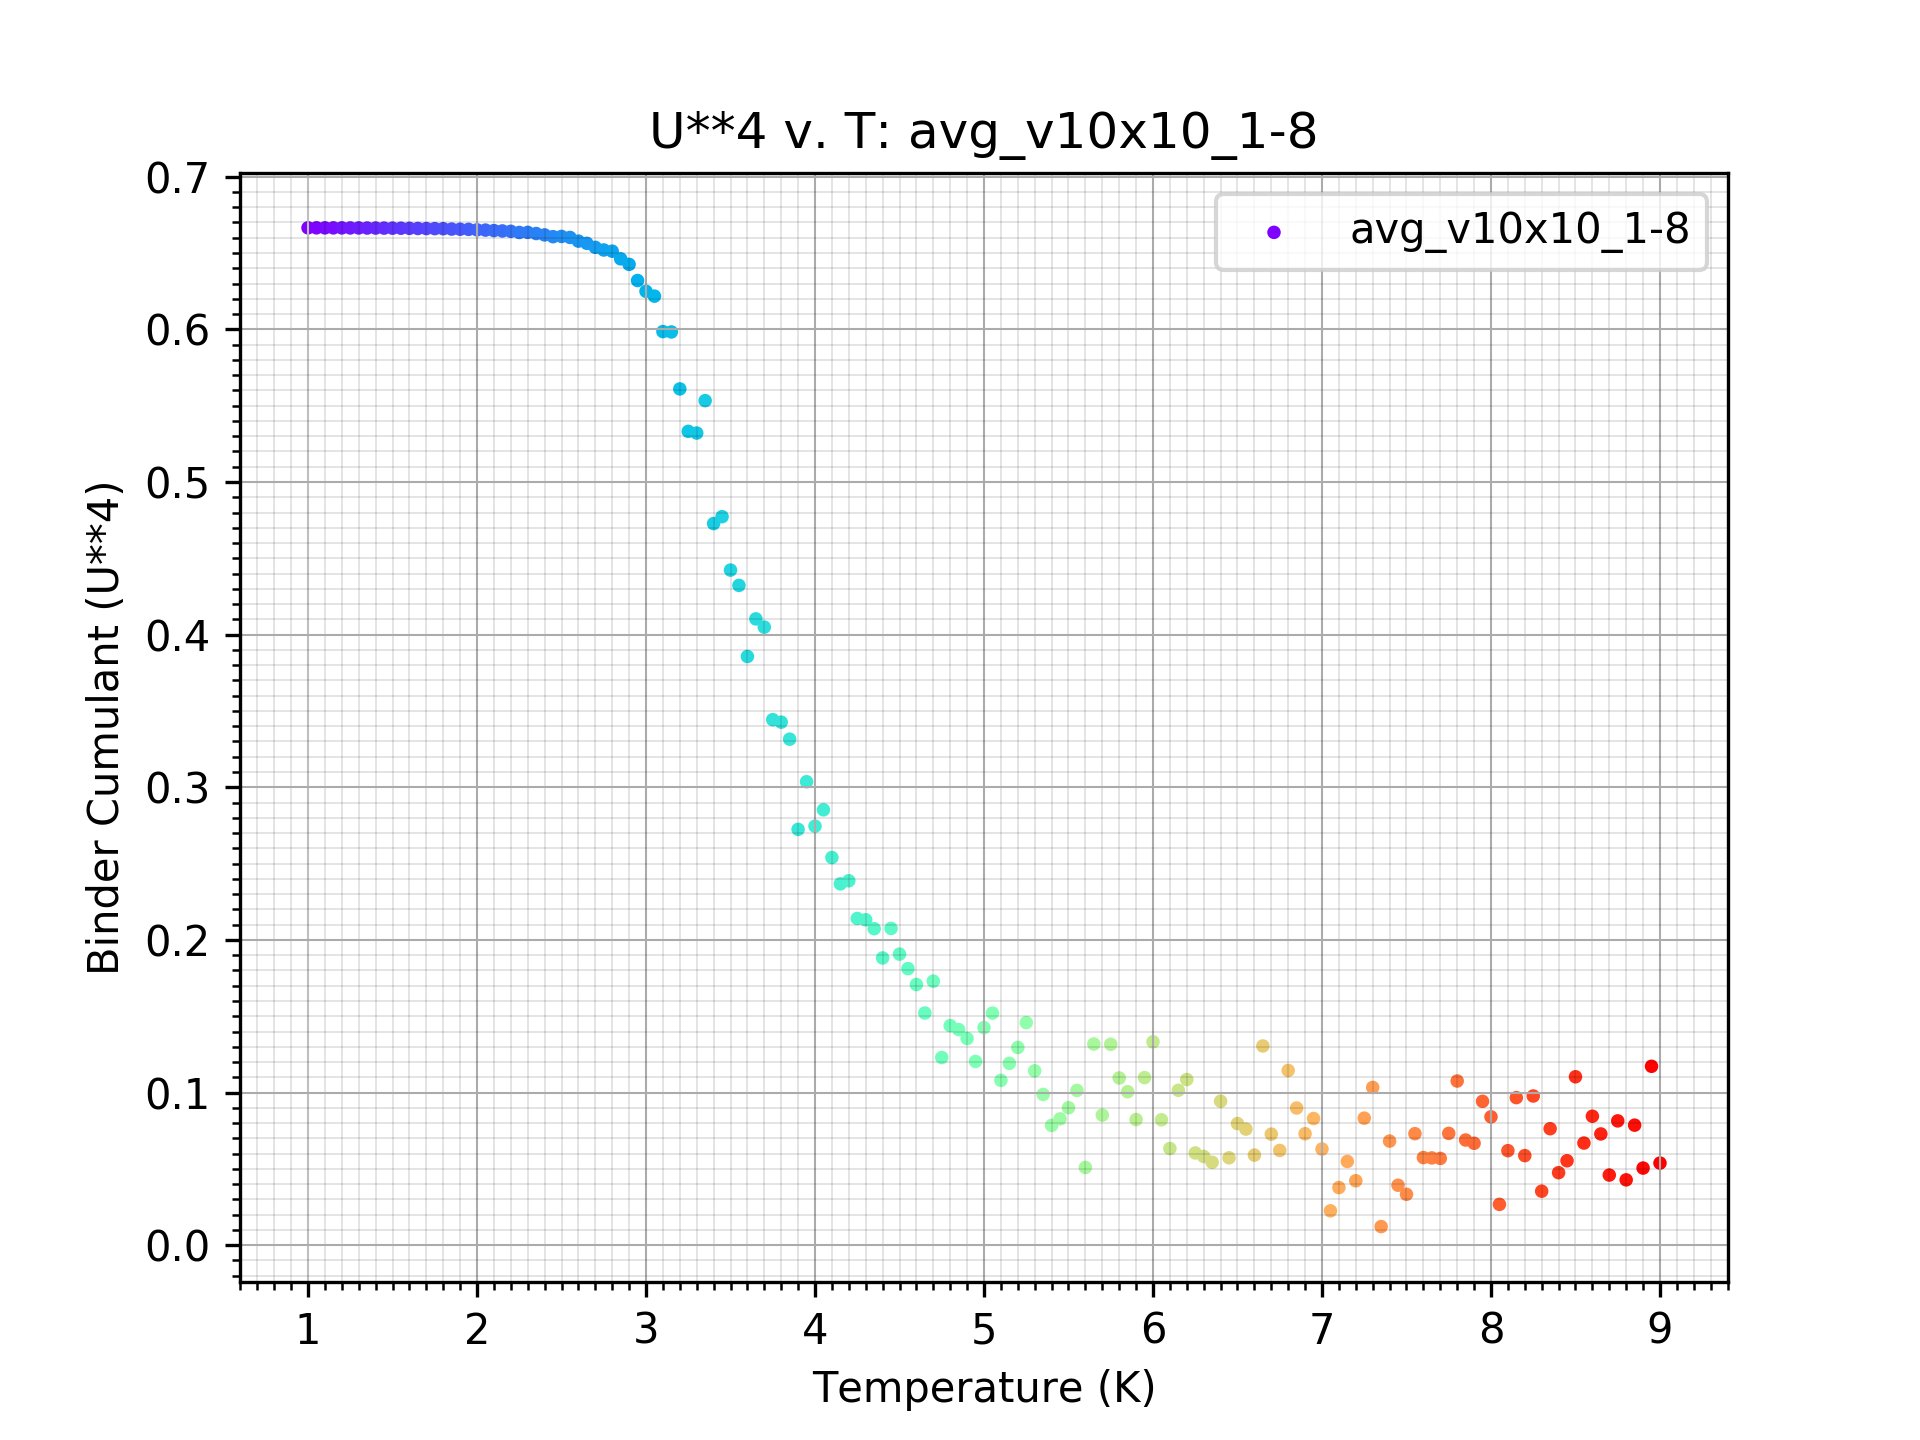 U**4 v. T: avg_v10x10_1-8
avg_v10x10_1-8
Binder Cumulant (U**4)
0.7
0.6
0.5
0.4
0.3
0.2
0.1
0.0
1 2 3 4 5 6 7 8 9
Temperature (K)